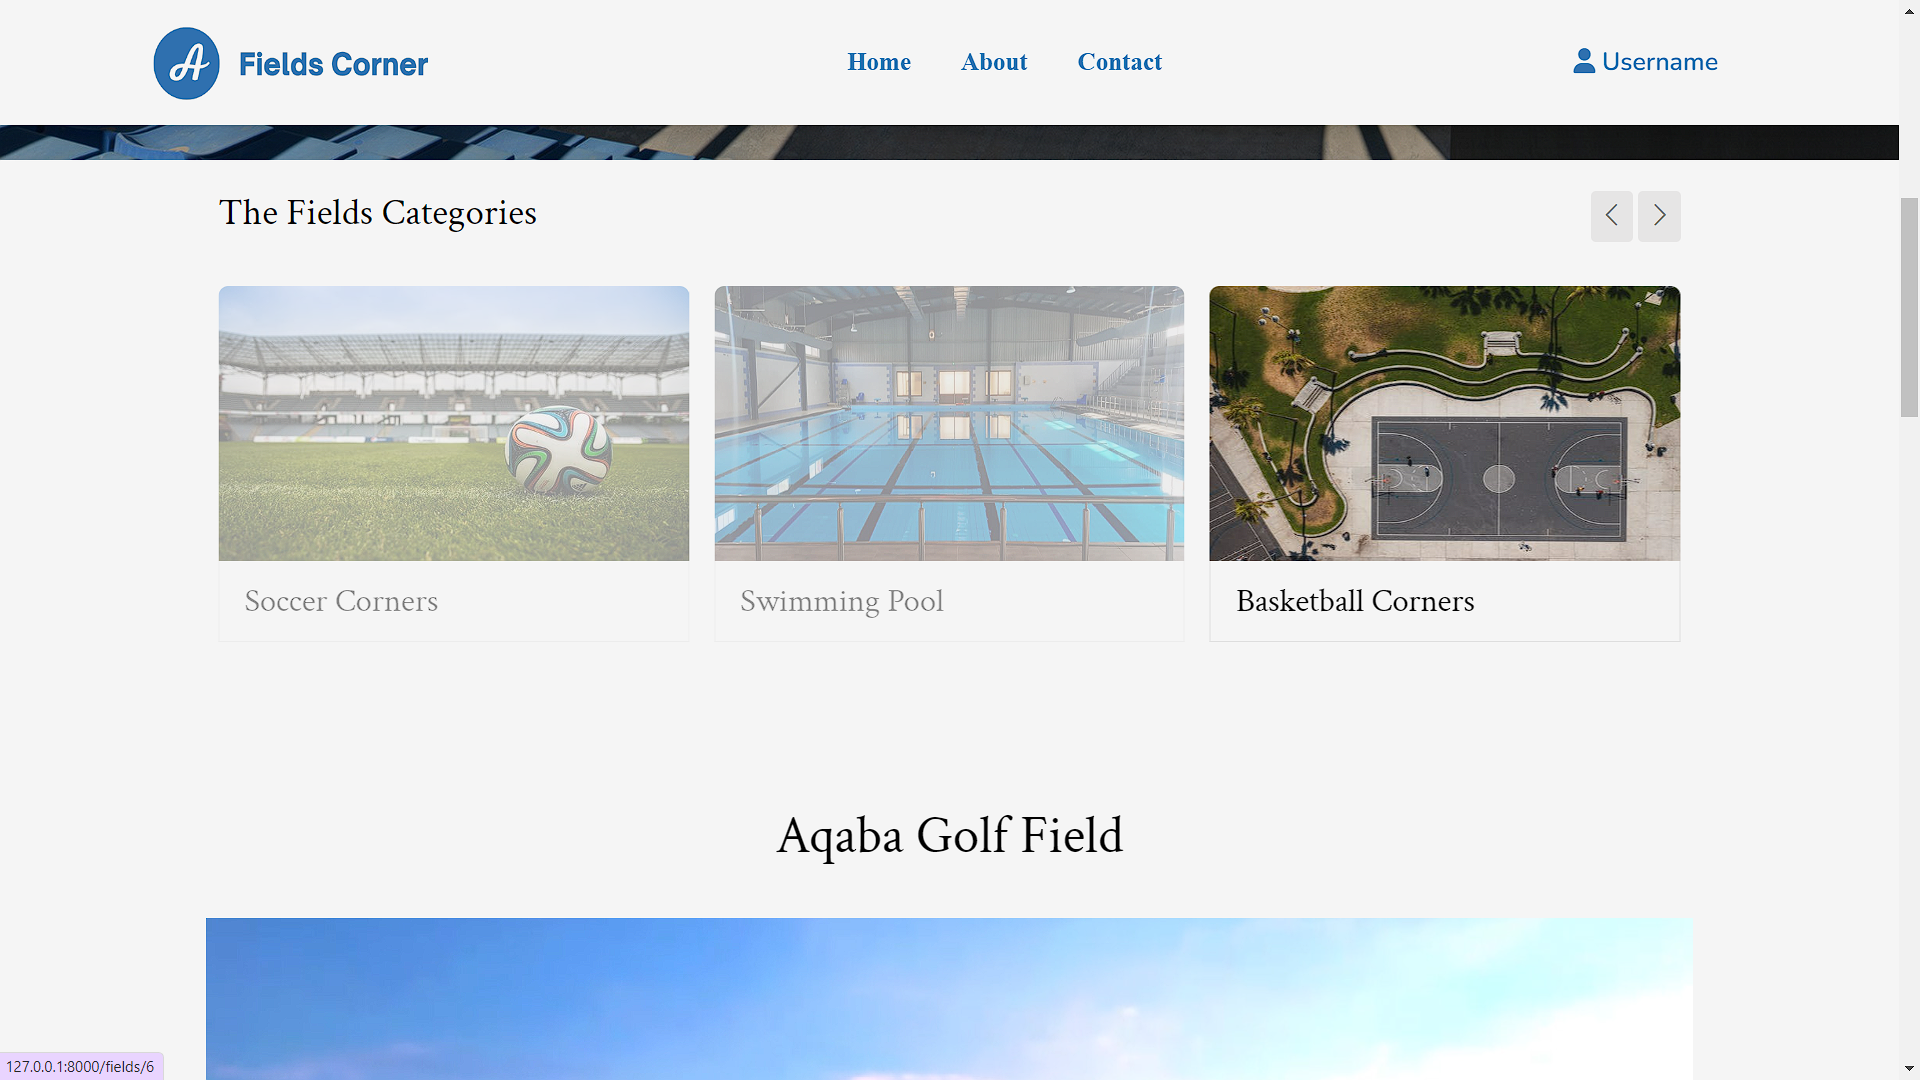 A Fields Corner
Home About Contact
Username
The Fields Categories
Soccer Corners
Swimming Pool
Basketball Corners
Aqaba Golf Field
127.0.0.1:8000/fields/6